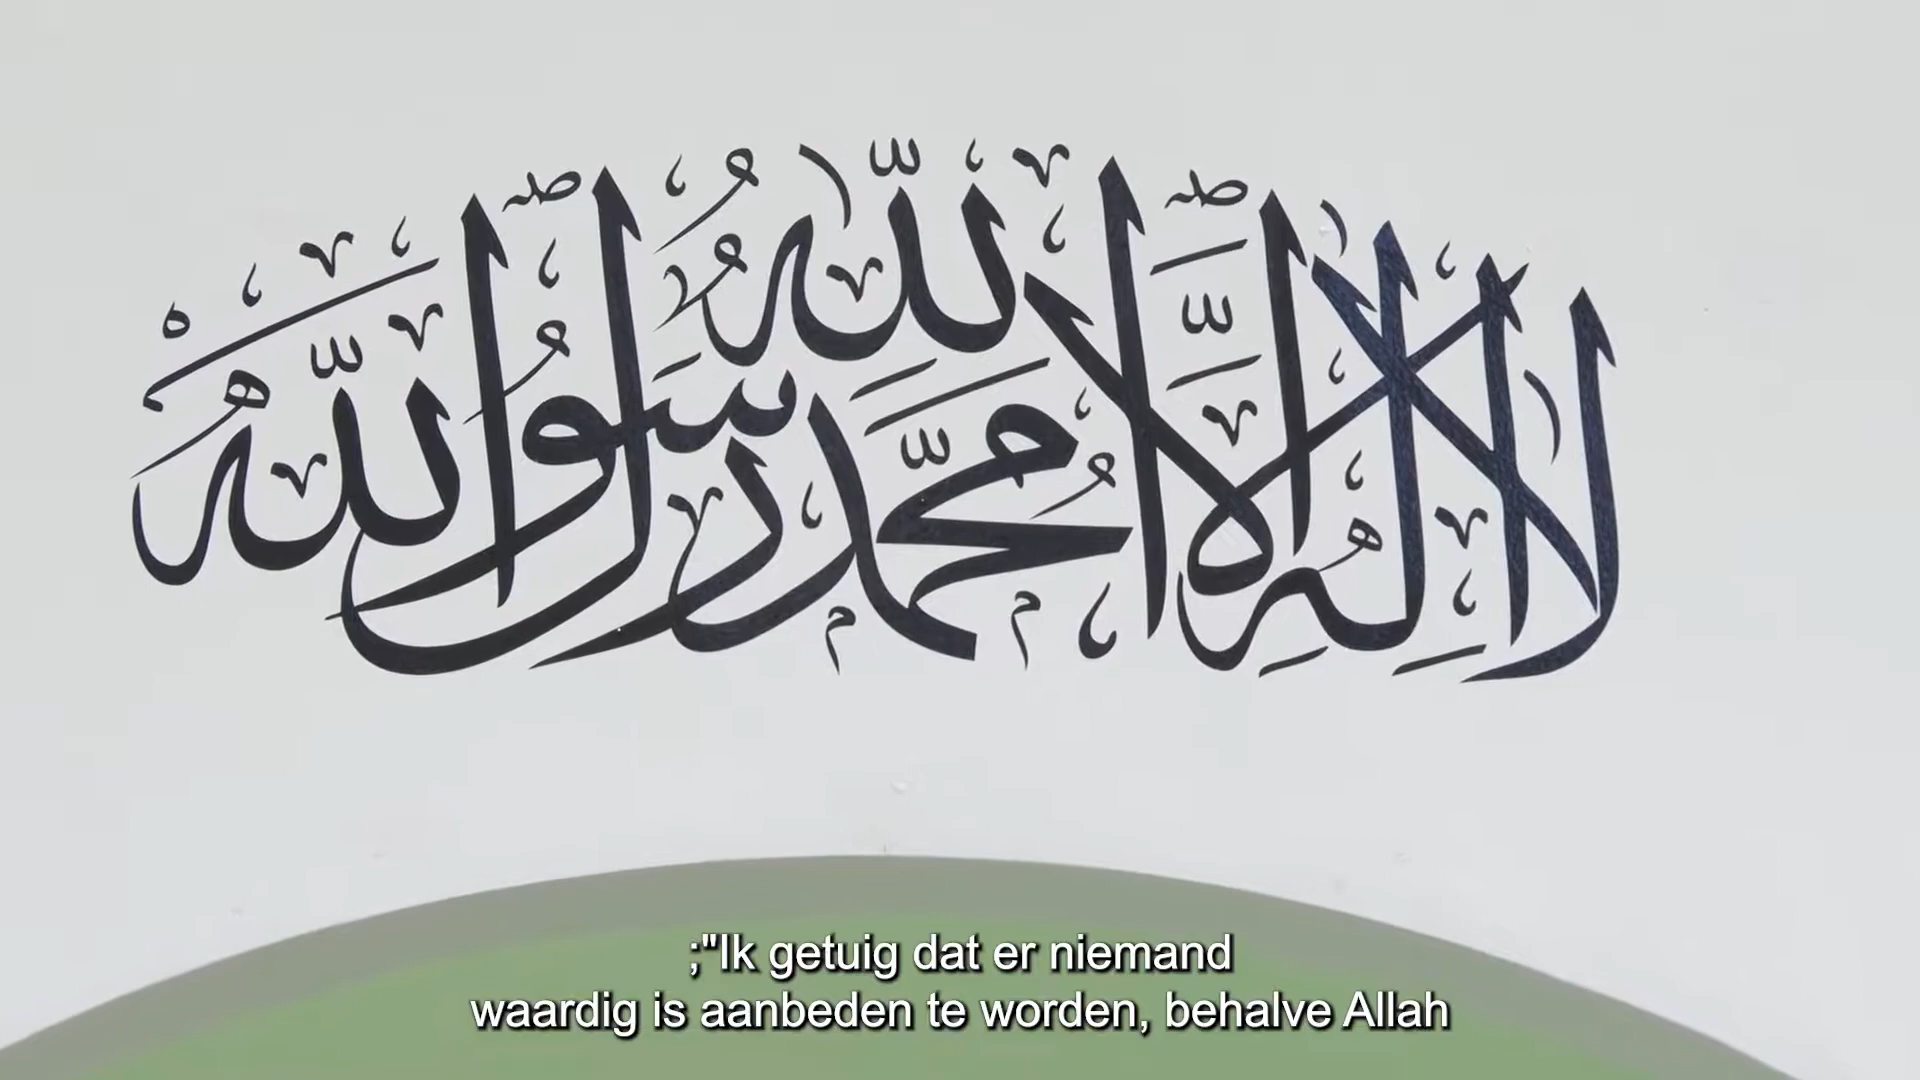 لا إله إلا الله محمد رسول الله
;"Ik getuig dat er niemand
waardig is aanbeden te worden, behalve Allah